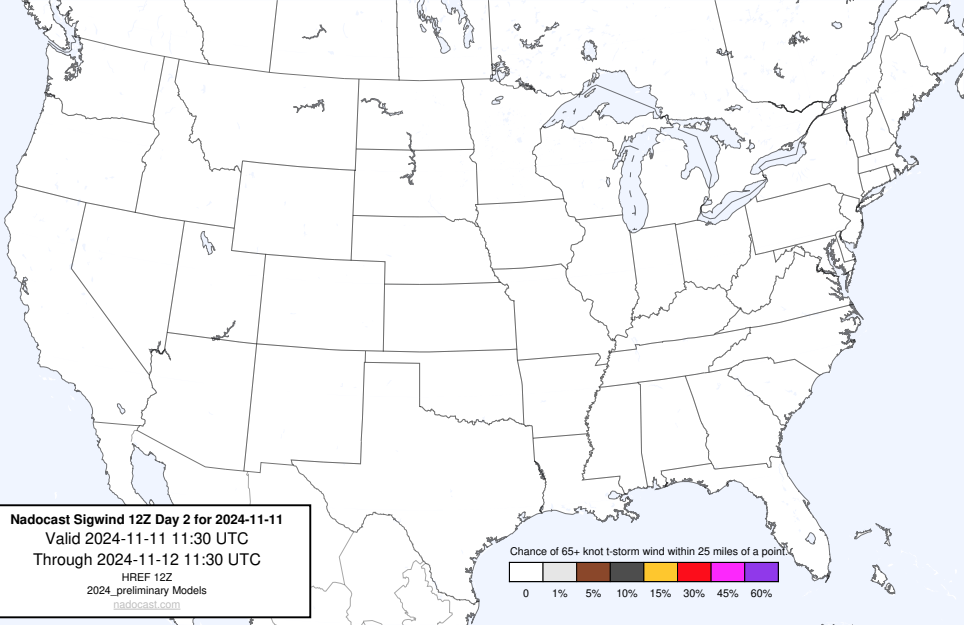 Nadocast Sigwind 12Z Day 2 for 2024-11-11
Valid 2024-11-11 11:30 UTC
Through 2024-11-12 11:30 UTC
HREF 12Z
2024_preliminary Models
nadocast.com
Chance of 65+ knot t-storm wind within 25 miles of a point.
0 1% 5% 10% 15% 30% 45% 60%